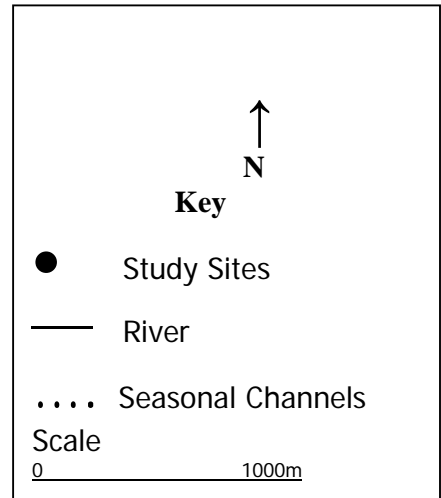 N
Key
Study Sites
River
Seasonal Channels
Scale
0 1000m